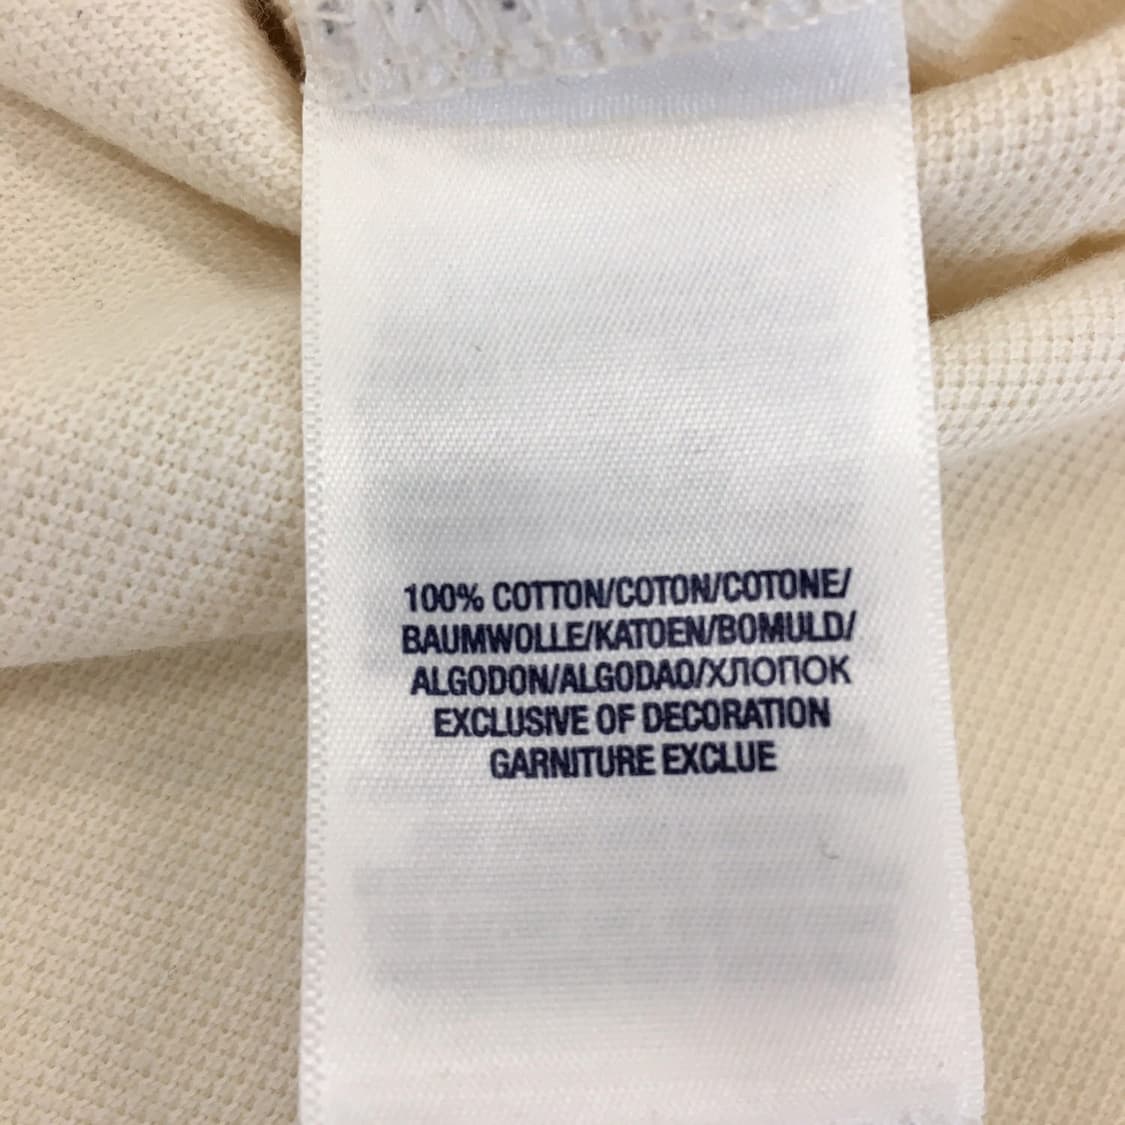 100% COTTON/COTON/COTONE/
BAUMWOLLE/KATOEN/BOMULD/
ALGODON/ALGODAO/ХЛОПОК
EXCLUSIVE OF DECORATION
GARNITURE EXCLUE